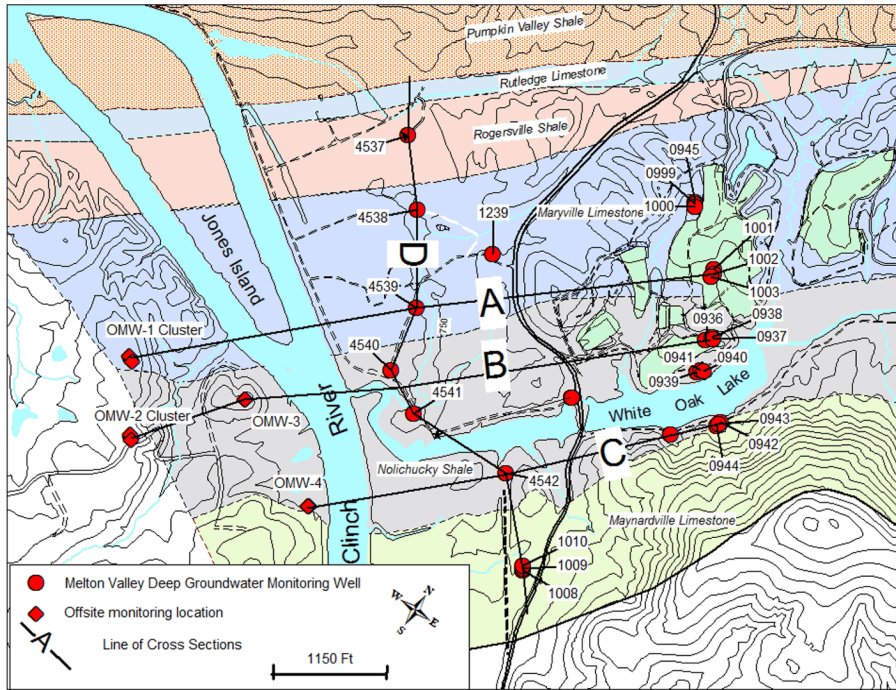 Pumpkin Valley Shale
Rutledge Limestone
Rogersville Shale
4537
0945
0999
1000
4538
1239
Maryville Limestone
1001
1002
1003
Jones Island
D
4539
A
OMW-1 Cluster
0936
0938
0937
4540
750
B
0941
0940
0939
4541
White Oak Lake
OMW-2 Cluster
OMW-3
River
C
0943
0942
0944
Nolichucky Shale
4542
OMW-4
Clinch
Maynardville Limestone
1010
1009
1008
Melton Valley Deep Groundwater Monitoring Well
Offsite monitoring location
A
Line of Cross Sections
N
W
E
S
1150 Ft